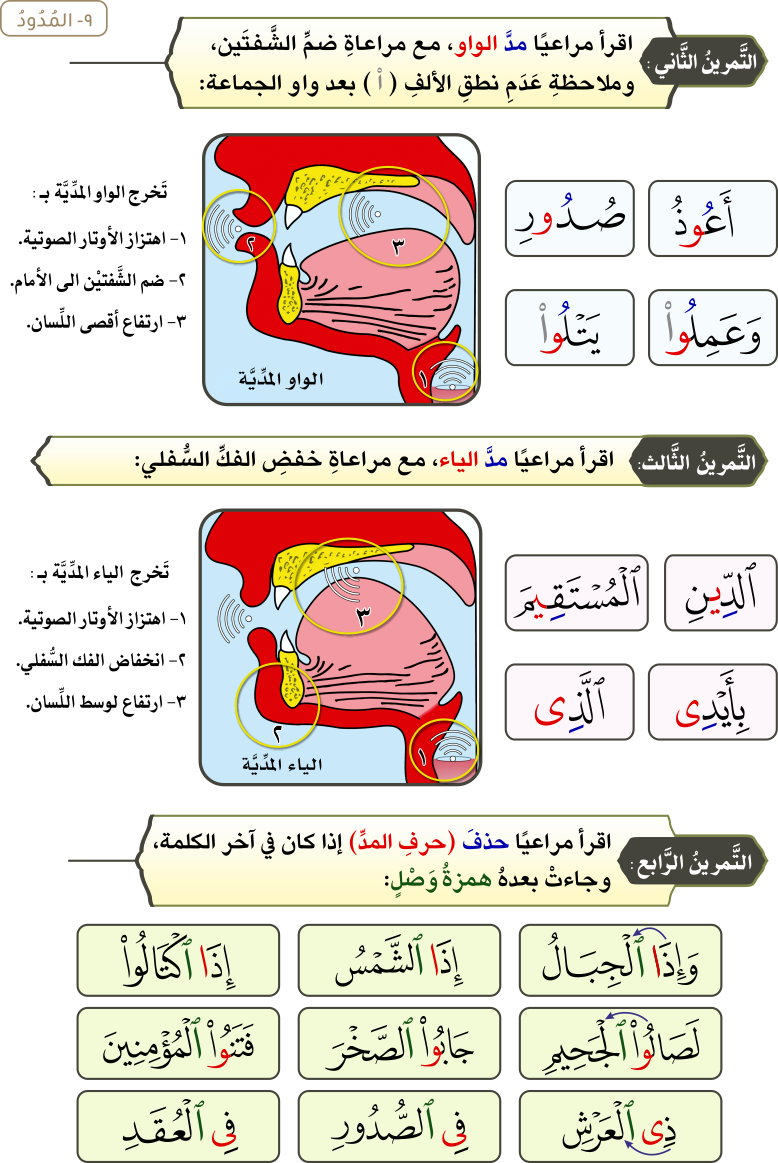 ٩- المُدُودُ
التَّمرينُ الثَّاني:
اقرأ مراعيًا مدَّ الواو، مع مراعاةِ ضمِّ الشَّفتَين،
وملاحظةِ عَدَمِ نطقِ الألفِ ( اْ ) بعد واو الجماعة:
أَعُوذُ
صُدُورِ
وَعَمِلُواْ
يَتۡلُواْ
تَخرج الواو المدِّيَّة بـ :
١- اهتزاز الأوتار الصوتية.
٢- ضم الشَّفتيْن الى الأمام.
٣- ارتفاع أقصى اللِّسان.
٢
٣
١
الواو المدِّيَّة
التَّمرينُ الثَّالث:
اقرأ مراعيًا مدَّ الياء، مع مراعاةِ خفضِ الفكِّ السُّفلي:
ٱلدِّينِ
ٱلۡمُسۡتَقِيمَ
بِأَيۡدِى
ٱلَّذِى
تَخرج الياء المدِّيَّة بـ :
١- اهتزاز الأوتار الصوتية.
٢- انخفاض الفك السُّفلي.
٣- ارتفاع لوسط اللِّسان.
٣
٢
١
الياء المدِّيَّة
التَّمرينُ الرَّابع:
اقرأ مراعيًا حذفَ (حرفِ المدِّ) إذا كان في آخر الكلمة،
وجاءتْ بعدهُ همزةُ وَصْلٍ:
وَإِذَا ٱلۡجِبَالُ
إِذَا ٱلشَّمۡسُ
إِذَا ٱكۡتَالُواْ
لَصَالُواْ ٱلۡجَحِيمِ
جَابُواْ ٱلصَّخۡرَ
فَتَنُواْ ٱلۡمُؤۡمِنِينَ
ذِى ٱلۡعَرۡشِ
فِي ٱلصُّدُورِ
فِي ٱلۡعُقَدِ